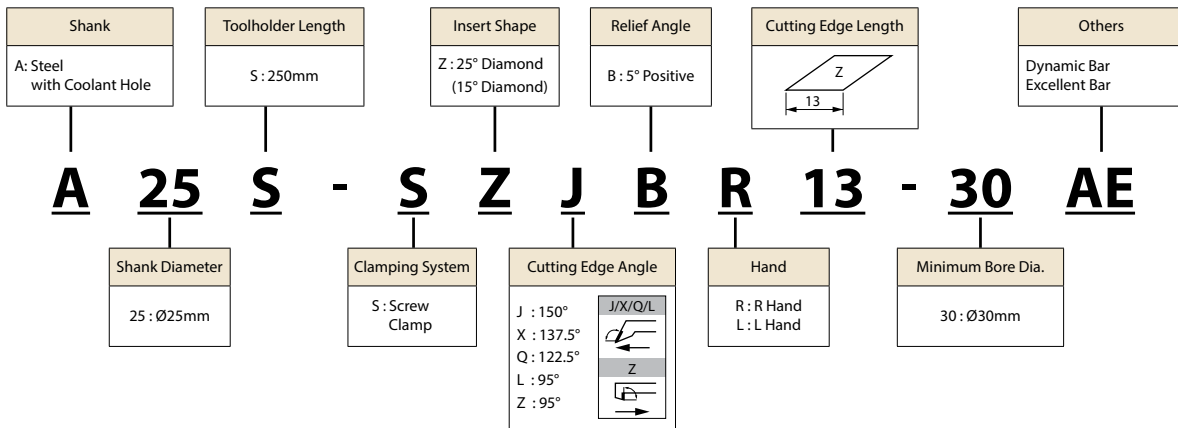 Shank
A: Steel
with Coolant Hole
Toolholder Length
S : 250mm
Insert Shape
Z : 25° Diamond
(15° Diamond)
Relief Angle
B : 5° Positive
Cutting Edge Length
Z
13
Others
Dynamic Bar
Excellent Bar
A 25 S - S Z J B R 13 - 30 AE
Shank Diameter
25 : Ø25mm
Clamping System
S : Screw
Clamp
Cutting Edge Angle
J : 150°
X : 137.5°
Q : 122.5°
L : 95°
Z : 95°
J/X/Q/L
Z
Hand
R : R Hand
L : L Hand
Minimum Bore Dia.
30 : Ø30mm